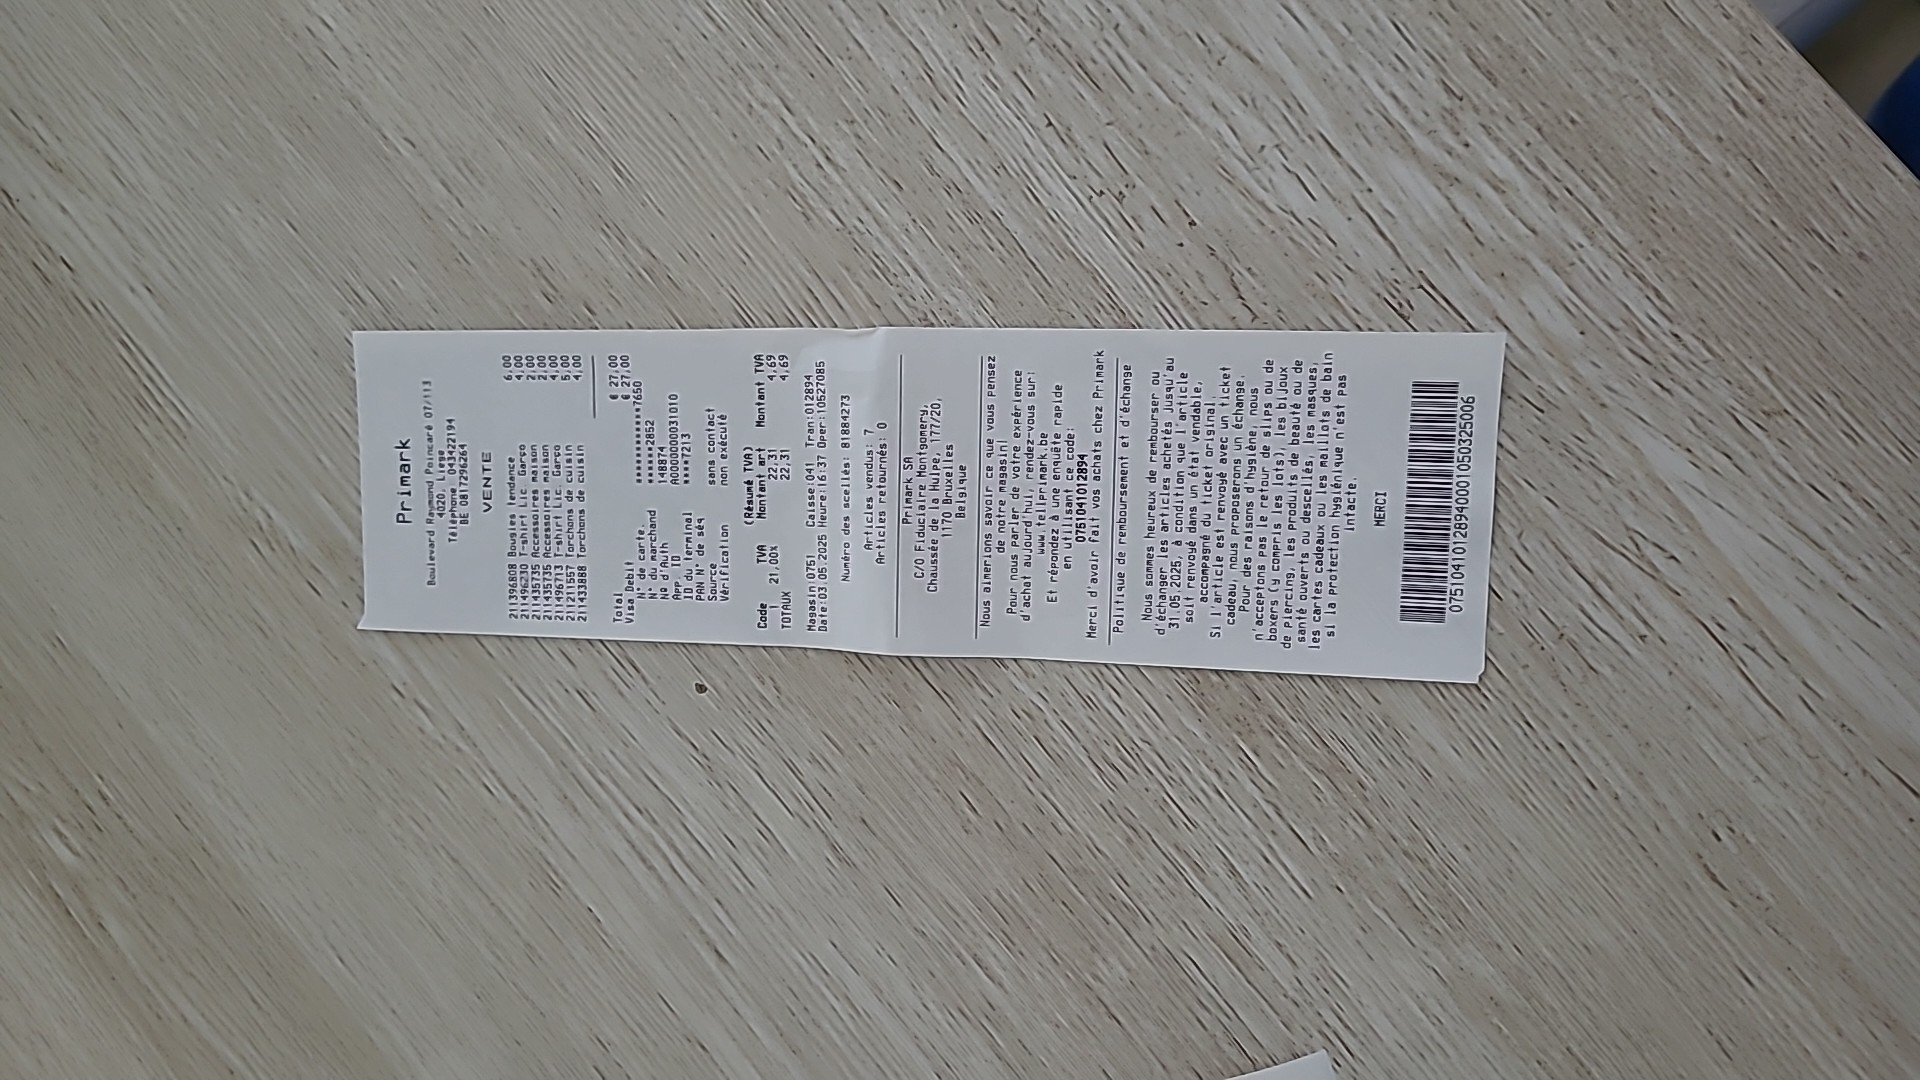 Primark
Boulevard Raymond Poincaré 07/13
4020, Liege
Téléphone: 043422194
BE 0817296264
VENTE
211396808 Bougies tendance 6,00
211496230 T-shirt Lic Garço 4,00
211435735 Accessoires maison 2,00
211435735 Accessoires maison 2,00
211496713 T-shirt Lic Garço 4,00
211211557 Torchons de cuisin 5,00
211433888 Torchons de cuisin 4,00
Total € 27,00
Visa Debit € 27,00
N° de carte ************7650
N° du marchand ******2852
Nº d'Auth 148874
App. ID A0000000031010
ID du terminal ****7213
PAN N° de séq
Source sans contact
Vérification non exécuté
(Résumé TVA)
Code TVA Montant art Montant TVA
1 21,00% 22,31 4,69
TOTAUX 22,31 4,69
Magasin:0751 Caisse:041 Tran:012894
Date:03.05.2025 Heure:16:37 Oper:10527085
Numéro des scellés: 81884273
Articles vendus: 7
Articles retournés: 0
Primark SA
C/O Fiduciaire Montgomery,
Chaussée de la Hulpe, 177/20,
1170 Bruxelles
Belgique
Nous aimerions savoir ce que vous pensez
de notre magasin!
Pour nous parler de votre expérience
d'achat aujourd'hui, rendez-vous sur:
www.tellprimark.be
Et répondez à une enquête rapide
en utilisant ce code:
0751041012894
Merci d'avoir fait vos achats chez Primark
Politique de remboursement et d'échange
Nous sommes heureux de rembourser ou
d'échanger les articles achetés jusqu'au
31.05.2025, à condition que l'article
soit renvoyé dans un état vendable,
accompagné du ticket original.
Si l'article est renvoyé avec un ticket
cadeau, nous proposerons un échange.
Pour des raisons d'hygiène, nous
n'acceptons pas le retour de slips ou de
boxers (y compris les lots), les bijoux
de piercing, les produits de beauté ou de
santé ouverts ou descellés, les masques,
les cartes cadeaux ou les maillots de bain
si la protection hygiénique n'est pas
intacte.
MERCI